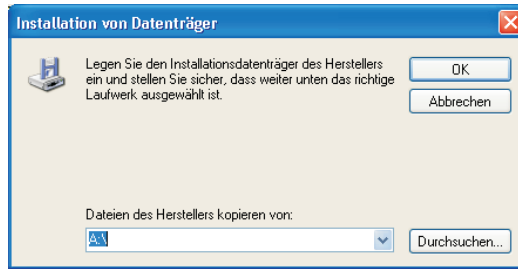 Installation von Datenträger
Legen Sie den Installationsdatenträger des Herstellers
ein und stellen Sie sicher, dass weiter unten das richtige
Laufwerk ausgewählt ist.
OK
Abbrechen
Dateien des Herstellers kopieren von:
A:\
Durchsuchen...